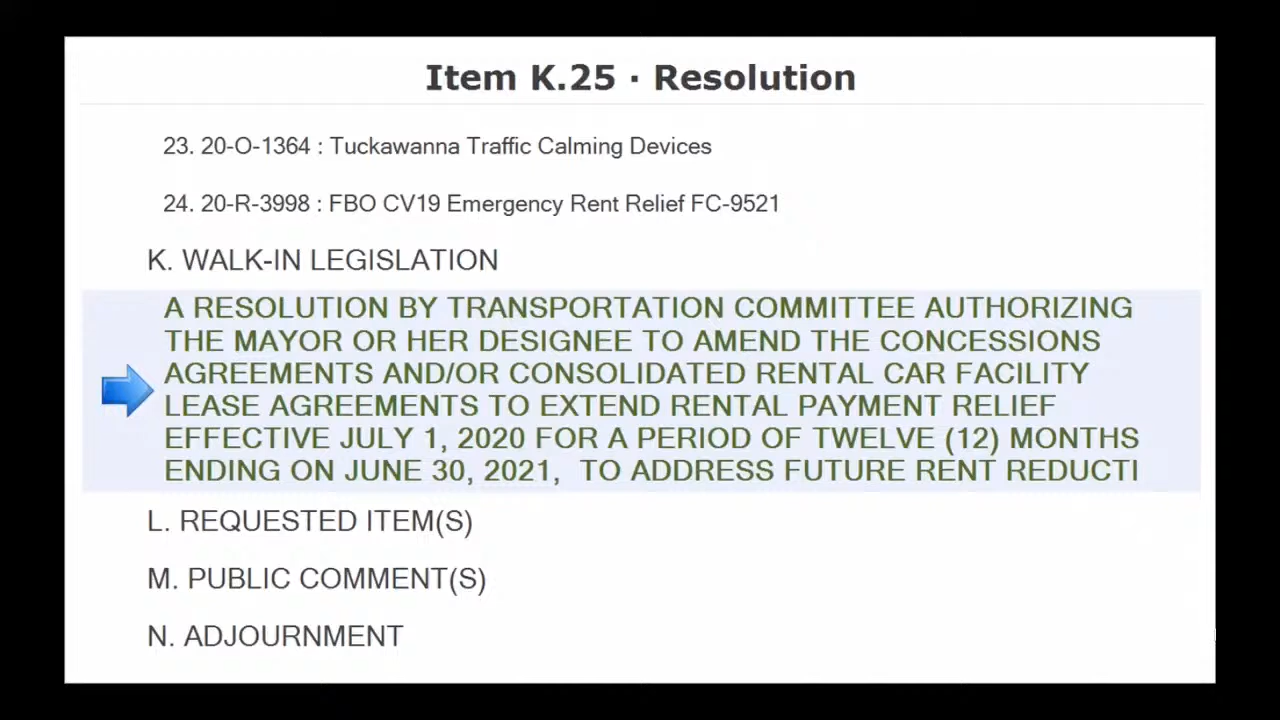 Item K.25 · Resolution
23. 20-O-1364 : Tuckawanna Traffic Calming Devices
24. 20-R-3998 : FBO CV19 Emergency Rent Relief FC-9521
K. WALK-IN LEGISLATION
A RESOLUTION BY TRANSPORTATION COMMITTEE AUTHORIZING
THE MAYOR OR HER DESIGNEE TO AMEND THE CONCESSIONS
AGREEMENTS AND/OR CONSOLIDATED RENTAL CAR FACILITY
LEASE AGREEMENTS TO EXTEND RENTAL PAYMENT RELIEF
EFFECTIVE JULY 1, 2020 FOR A PERIOD OF TWELVE (12) MONTHS
ENDING ON JUNE 30, 2021,  TO ADDRESS FUTURE RENT REDUCTI
L. REQUESTED ITEM(S)
M. PUBLIC COMMENT(S)
N. ADJOURNMENT